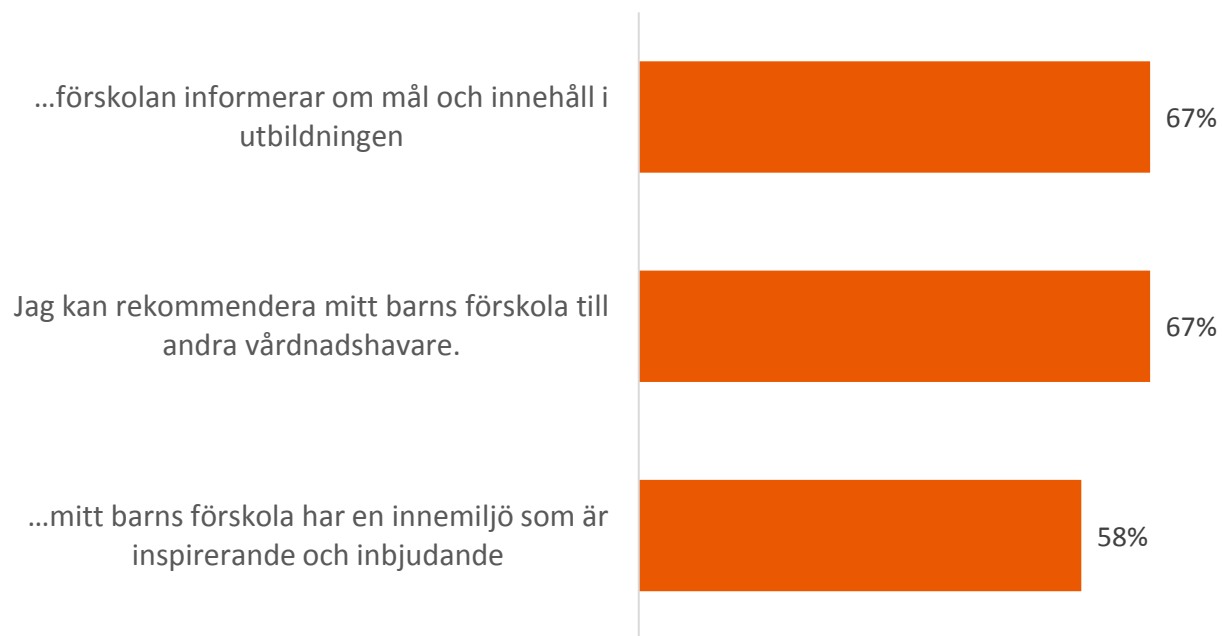 …förskolan informerar om mål och innehåll i
utbildningen
67%
Jag kan rekommendera mitt barns förskola till
andra vårdnadshavare.
67%
…mitt barns förskola har en innemiljö som är
inspirerande och inbjudande
58%